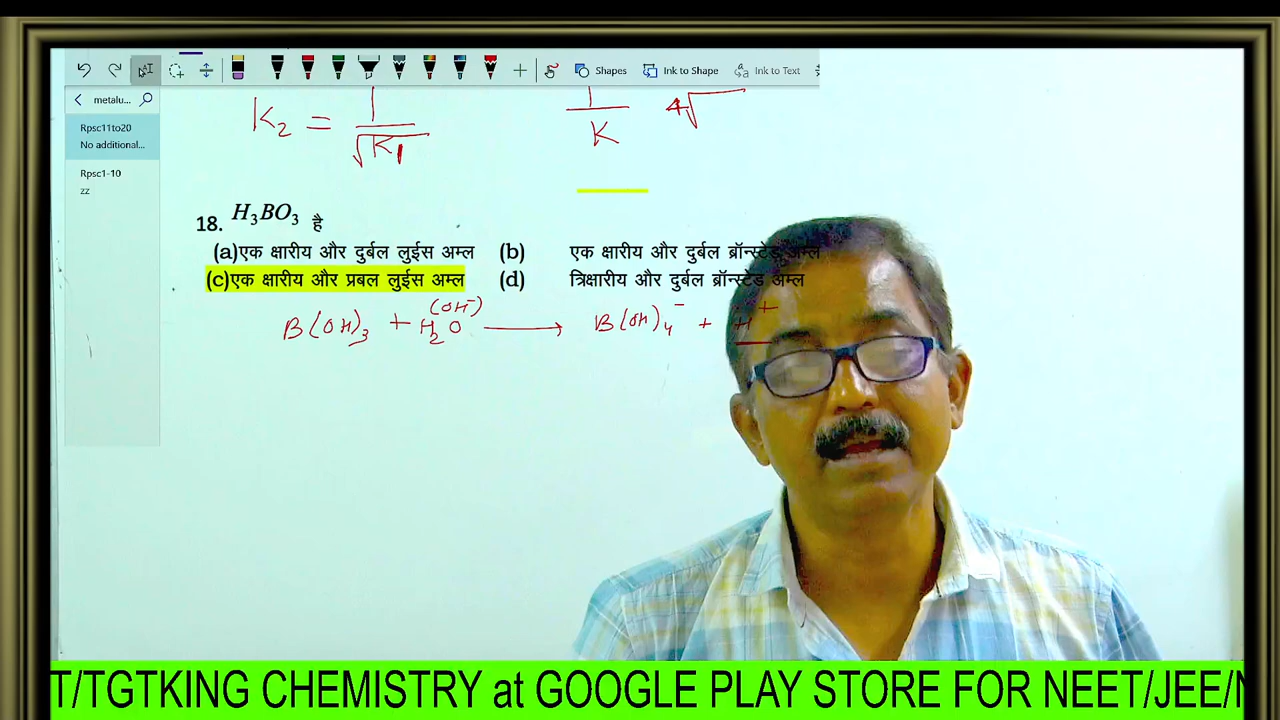 Shapes Ink to Shape Ink to Text
metalu...
Rpsc11to20
No additional...
Rpsc1-10
zz
K₂ = 1/√K₁ 1/K 4√
18. H₃BO₃ है
(a)एक क्षारीय और दुर्बल लुईस अम्ल (b) एक क्षारीय और दुर्बल ब्रॉन्स्टेड अम्ल
(c)एक क्षारीय और प्रबल लुईस अम्ल (d) त्रिक्षारीय और दुर्बल ब्रॉन्स्टेड अम्ल
(OH⁻)
B(OH)₃ + H₂O ⟶ B(OH)₄⁻ + H⁺
T/TGTKING CHEMISTRY at GOOGLE PLAY STORE FOR NEET/JEE/N